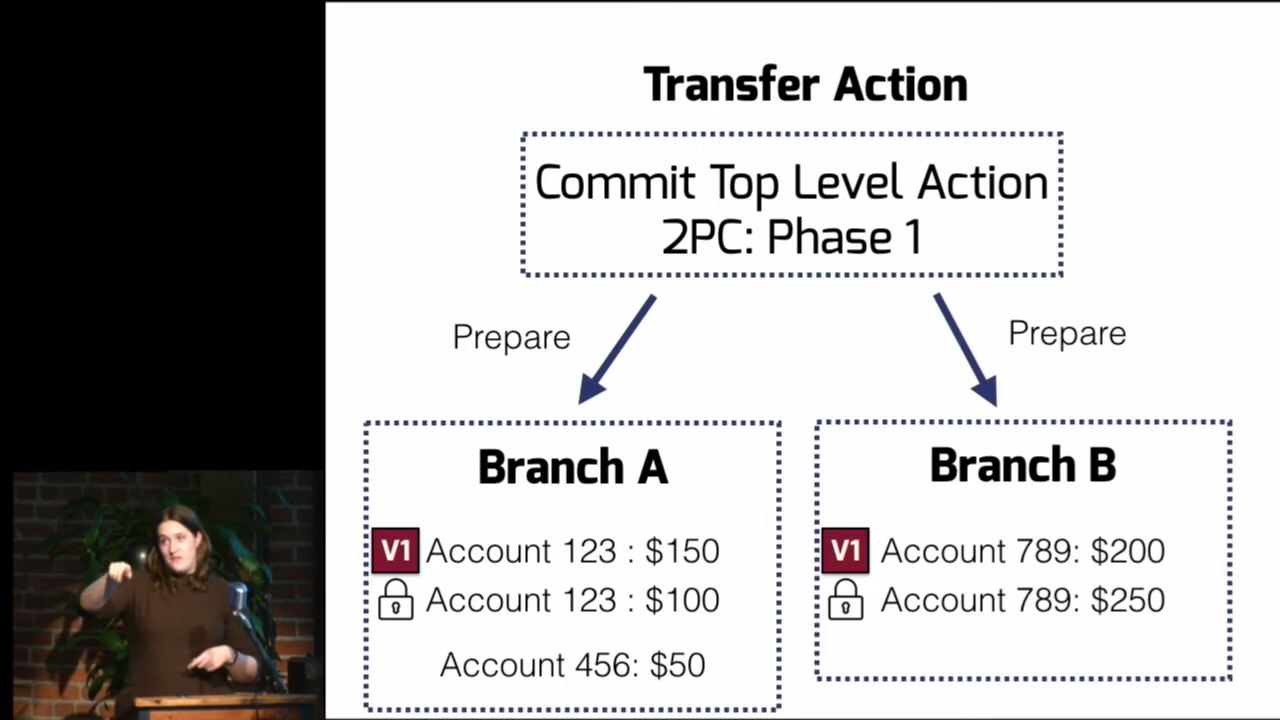 Transfer Action
Commit Top Level Action
2PC: Phase 1
Prepare
Prepare
Branch A
V1 Account 123 : $150
Account 123 : $100
Account 456: $50
Branch B
V1 Account 789: $200
Account 789: $250